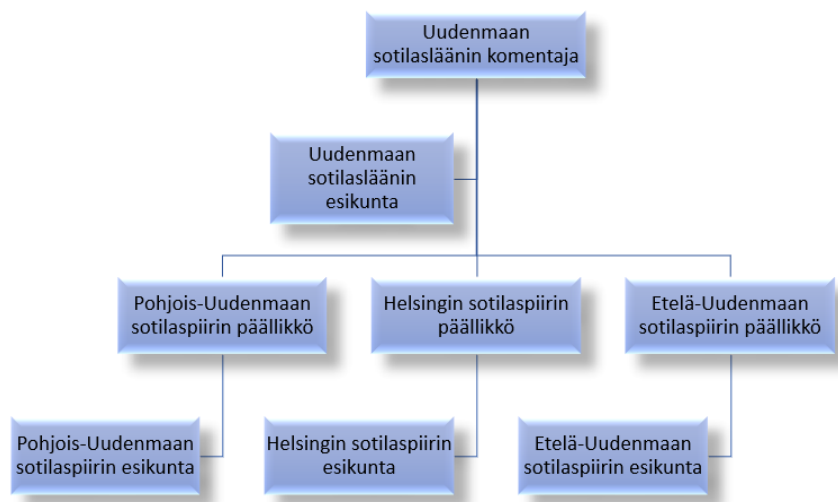 Uudenmaan
sotilasläänin komentaja
Uudenmaan
sotilasläänin
esikunta
Pohjois-Uudenmaan
sotilaspiirin päällikkö
Helsingin sotilaspiirin
päällikkö
Etelä-Uudenmaan
sotilaspiirin päällikkö
Pohjois-Uudenmaan
sotilaspiirin esikunta
Helsingin sotilaspiirin
esikunta
Etelä-Uudenmaan
sotilaspiirin esikunta